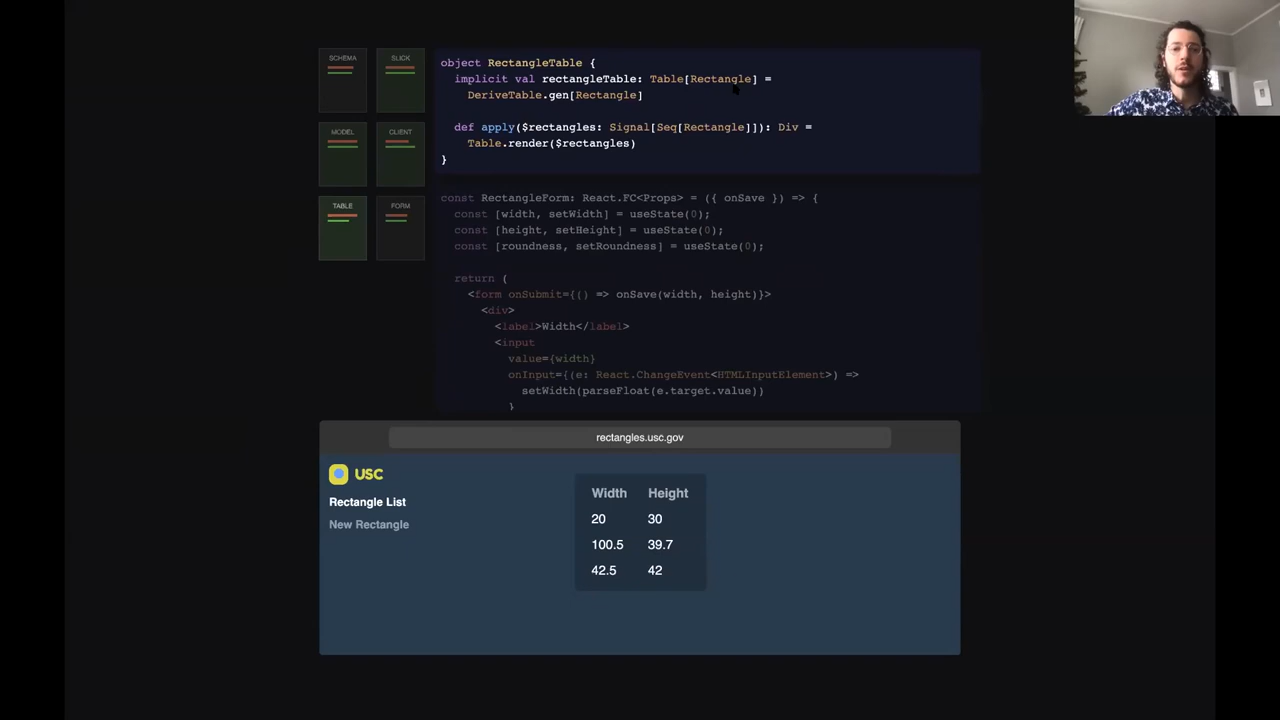 SCHEMA
SLICK
MODEL
CLIENT
TABLE
FORM
object RectangleTable {
implicit val rectangleTable: Table[Rectangle] =
DeriveTable.gen[Rectangle]
def apply($rectangles: Signal[Seq[Rectangle]]): Div =
Table.render($rectangles)
}
const RectangleForm: React.FC<Props> = ({ onSave }) => {
const [width, setWidth] = useState(0);
const [height, setHeight] = useState(0);
const [roundness, setRoundness] = useState(0);
return (
<form onSubmit={() => onSave(width, height)}>
<div>
<label>Width</label>
<input
value={width}
onInput={(e: React.ChangeEvent<HTMLInputElement>) =>
setWidth(parseFloat(e.target.value))
}
rectangles.usc.gov
USC
Rectangle List
New Rectangle
Width Height
20 30
100.5 39.7
42.5 42